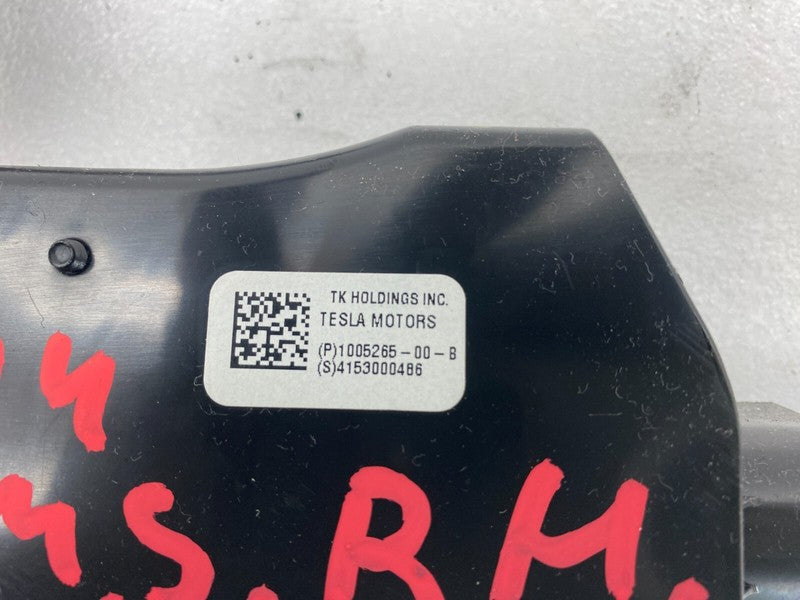 TK HOLDINGS INC.
TESLA MOTORS
(P)1005265-00-B
(S)4153000486
M.S. R H.